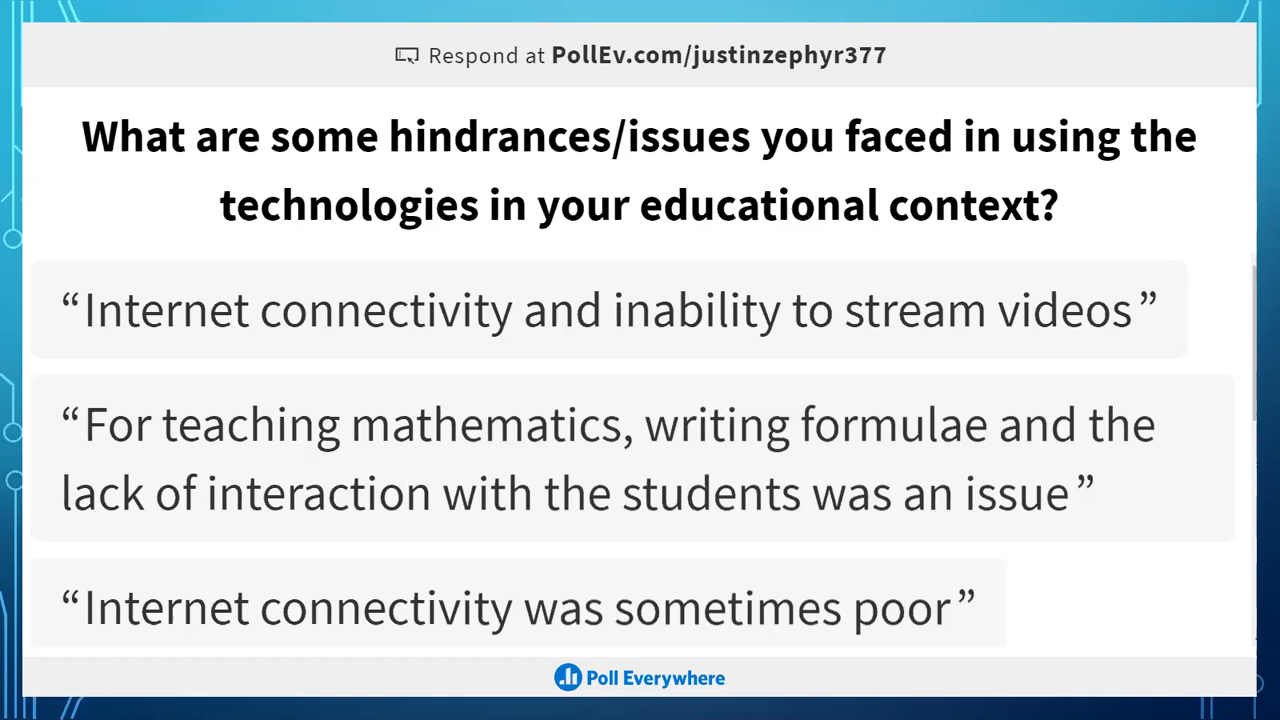 Respond at PollEv.com/justinzephyr377
What are some hindrances/issues you faced in using the
technologies in your educational context?
“Internet connectivity and inability to stream videos”
“For teaching mathematics, writing formulae and the
lack of interaction with the students was an issue”
“Internet connectivity was sometimes poor”
Poll Everywhere